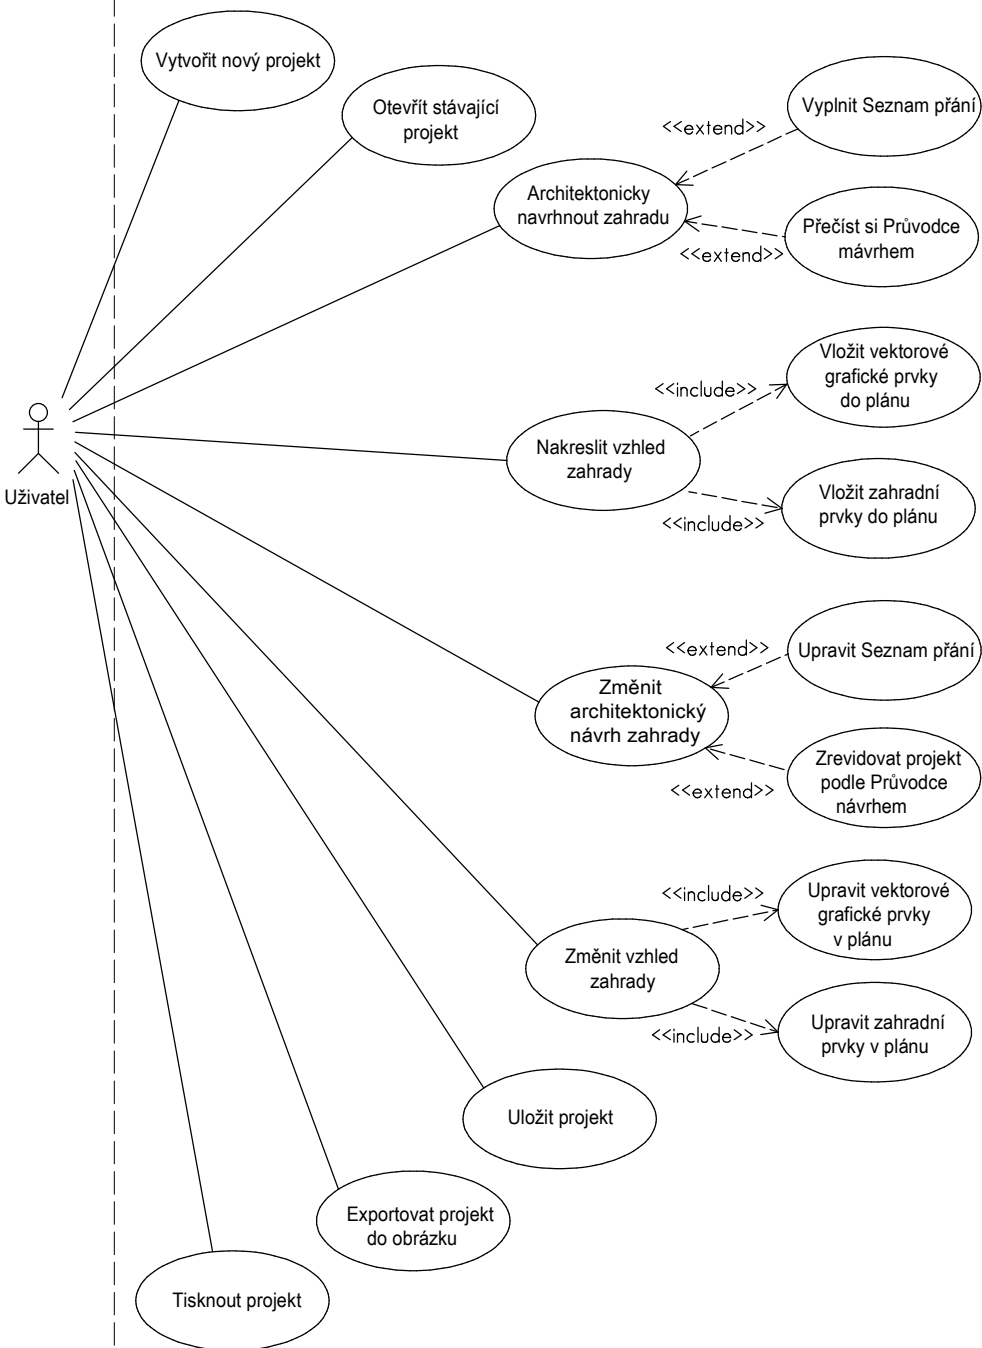 Vytvořit nový projekt
Otevřít stávající
projekt
Vyplnit Seznam přání
<<extend>>
Architektonicky
navrhnout zahradu
Přečíst si Průvodce
mávrhem
<<extend>>
Vložit vektorové
grafické prvky
do plánu
<<include>>
Nakreslit vzhled
zahrady
Vložit zahradní
prvky do plánu
<<include>>
Uživatel
Upravit Seznam přání
<<extend>>
Změnit
architektonický
návrh zahrady
Zrevidovat projekt
podle Průvodce
návrhem
<<extend>>
Upravit vektorové
grafické prvky
v plánu
<<include>>
Změnit vzhled
zahrady
Upravit zahradní
prvky v plánu
<<include>>
Uložit projekt
Exportovat projekt
do obrázku
Tisknout projekt